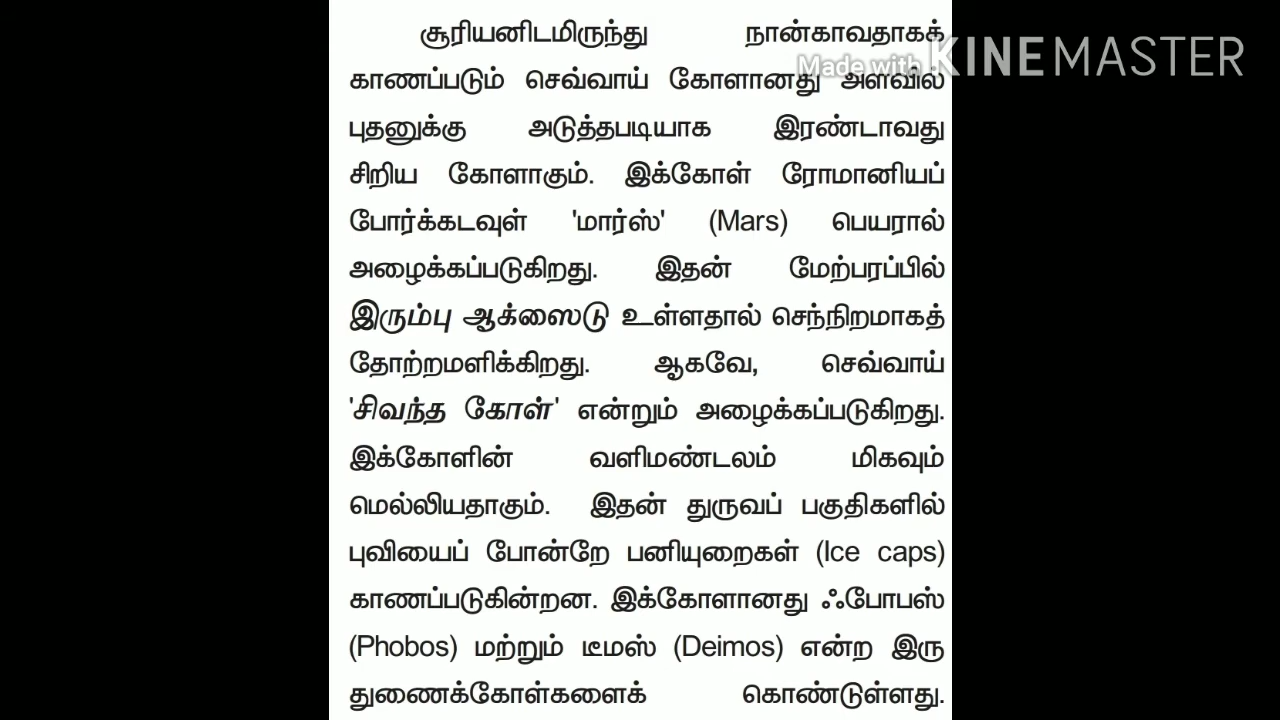 சூரியனிடமிருந்து நான்காவதாகக்
Made with KINEMASTER
காணப்படும் செவ்வாய் கோளானது அளவில்
புதனுக்கு அடுத்தபடியாக இரண்டாவது
சிறிய கோளாகும். இக்கோள் ரோமானியப்
போர்க்கடவுள் 'மார்ஸ்' (Mars) பெயரால்
அழைக்கப்படுகிறது. இதன் மேற்பரப்பில்
இரும்பு ஆக்ஸைடு உள்ளதால் செந்நிறமாகத்
தோற்றமளிக்கிறது. ஆகவே, செவ்வாய்
'சிவந்த கோள்' என்றும் அழைக்கப்படுகிறது.
இக்கோளின் வளிமண்டலம் மிகவும்
மெல்லியதாகும். இதன் துருவப் பகுதிகளில்
புவியைப் போன்றே பனியுறைகள் (Ice caps)
காணப்படுகின்றன. இக்கோளானது ஃபோபஸ்
(Phobos) மற்றும் டீமஸ் (Deimos) என்ற இரு
துணைக்கோள்களைக் கொண்டுள்ளது.